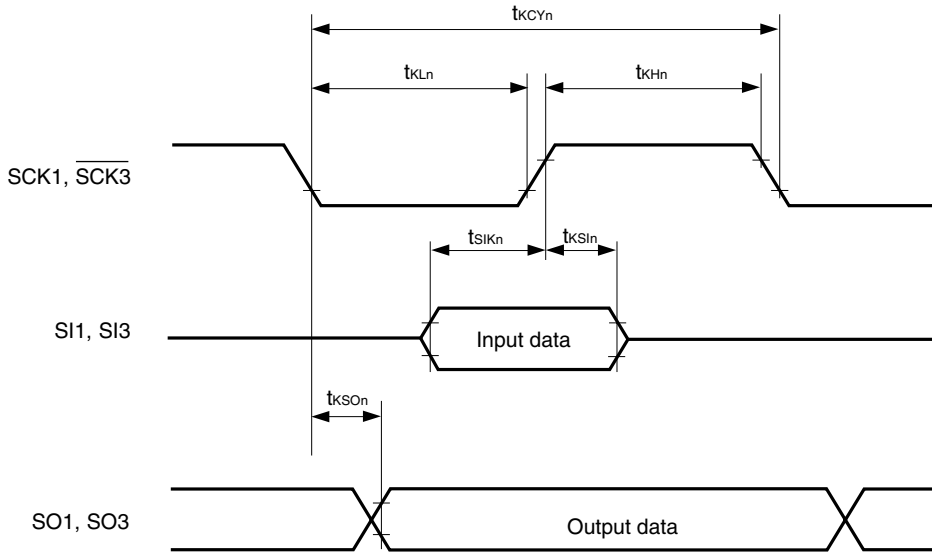 tKCYn
tKLn
tKHn
SCK1, SCK3
tSIKn
tKSIn
SI1, SI3
Input data
tKSOn
SO1, SO3
Output data